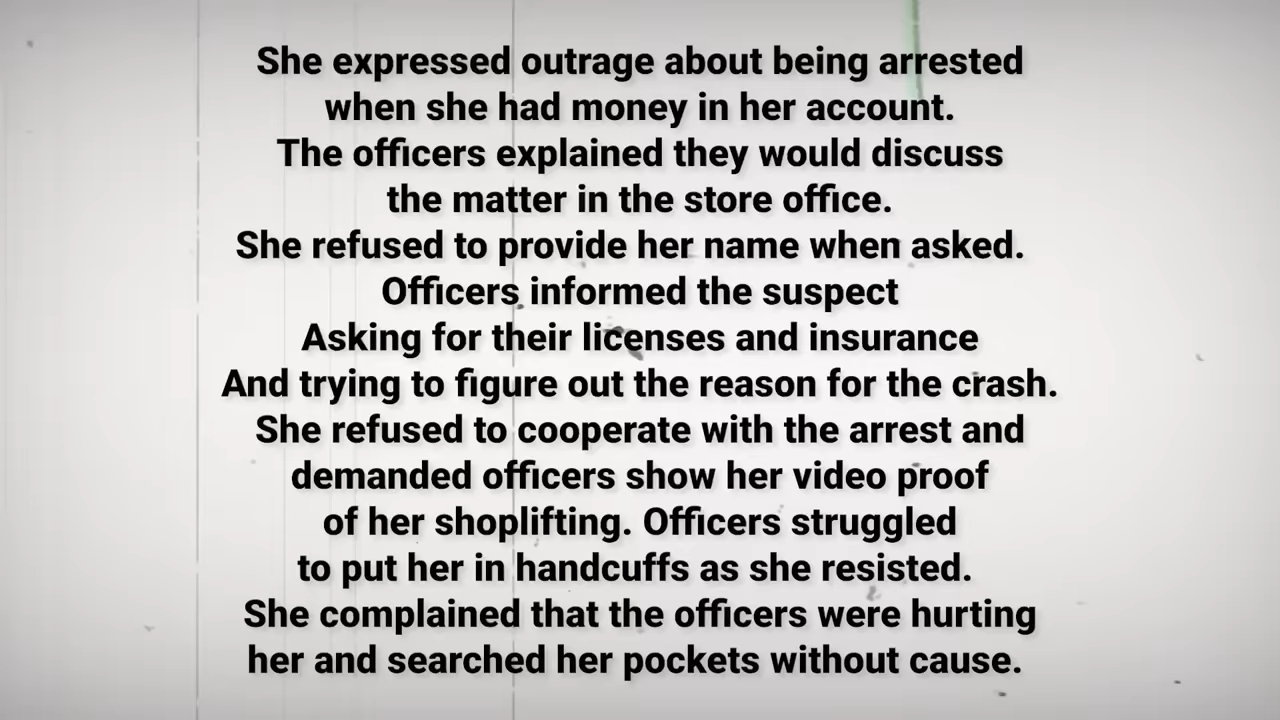 She expressed outrage about being arrested
when she had money in her account.
The officers explained they would discuss
the matter in the store office.
She refused to provide her name when asked.
Officers informed the suspect
Asking for their licenses and insurance
And trying to figure out the reason for the crash.
She refused to cooperate with the arrest and
demanded officers show her video proof
of her shoplifting. Officers struggled
to put her in handcuffs as she resisted.
She complained that the officers were hurting
her and searched her pockets without cause.